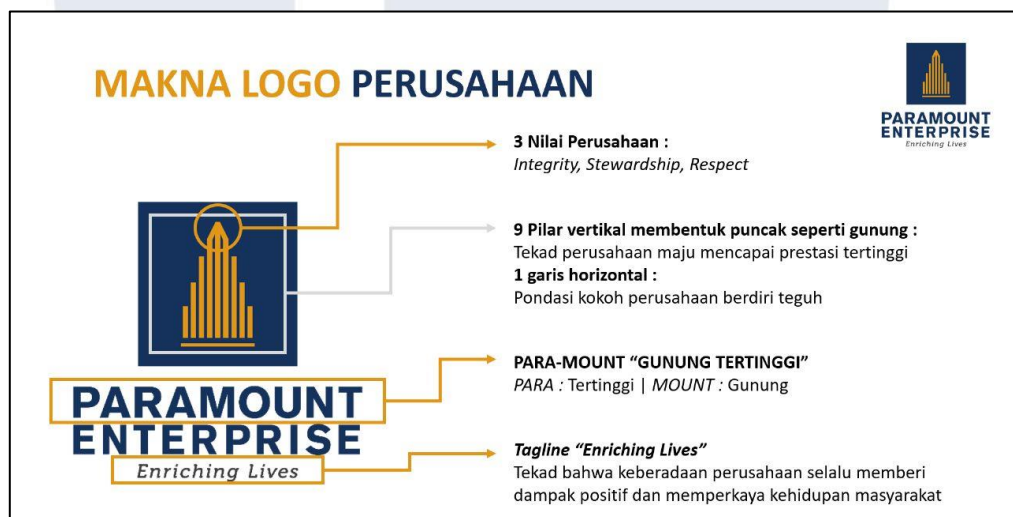 MAKNA LOGO PERUSAHAAN
PARAMOUNT
ENTERPRISE
Enriching Lives
3 Nilai Perusahaan :
Integrity, Stewardship, Respect
9 Pilar vertikal membentuk puncak seperti gunung :
Tekad perusahaan maju mencapai prestasi tertinggi
1 garis horizontal :
Pondasi kokoh perusahaan berdiri teguh
PARA-MOUNT “GUNUNG TERTINGGI”
PARA : Tertinggi | MOUNT : Gunung
PARAMOUNT
ENTERPRISE
Enriching Lives
Tagline “Enriching Lives”
Tekad bahwa keberadaan perusahaan selalu memberi
dampak positif dan memperkaya kehidupan masyarakat